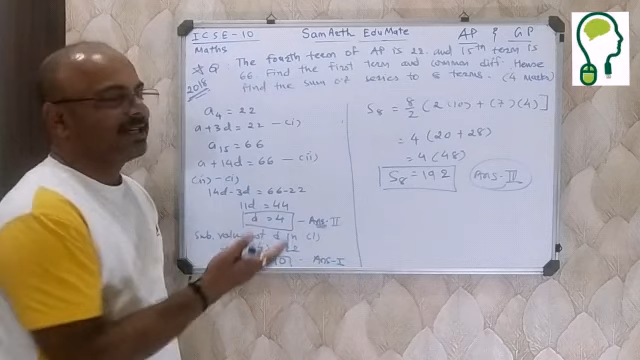 ICSE-10 SamAeth EduMate AP & GP
Maths
Q: The fourth term of AP is 22 and 15th term is
2018 66. Find the first term and common diff. Hence
find the sum of series to 8 terms. (4 marks)
a4 = 22
a+3d = 22 - (i)
a15 = 66
a + 14d = 66 - (ii)
(ii) - (i)
14d - 3d = 66 - 22
11d = 44
d = 4 - Ans - II
Sub. value of d in (i)
Ans - I
S8 = 8/2 (2(10) + (7)(4)]
= 4 (20 + 28)
= 4 (48)
S8 = 192 Ans - III